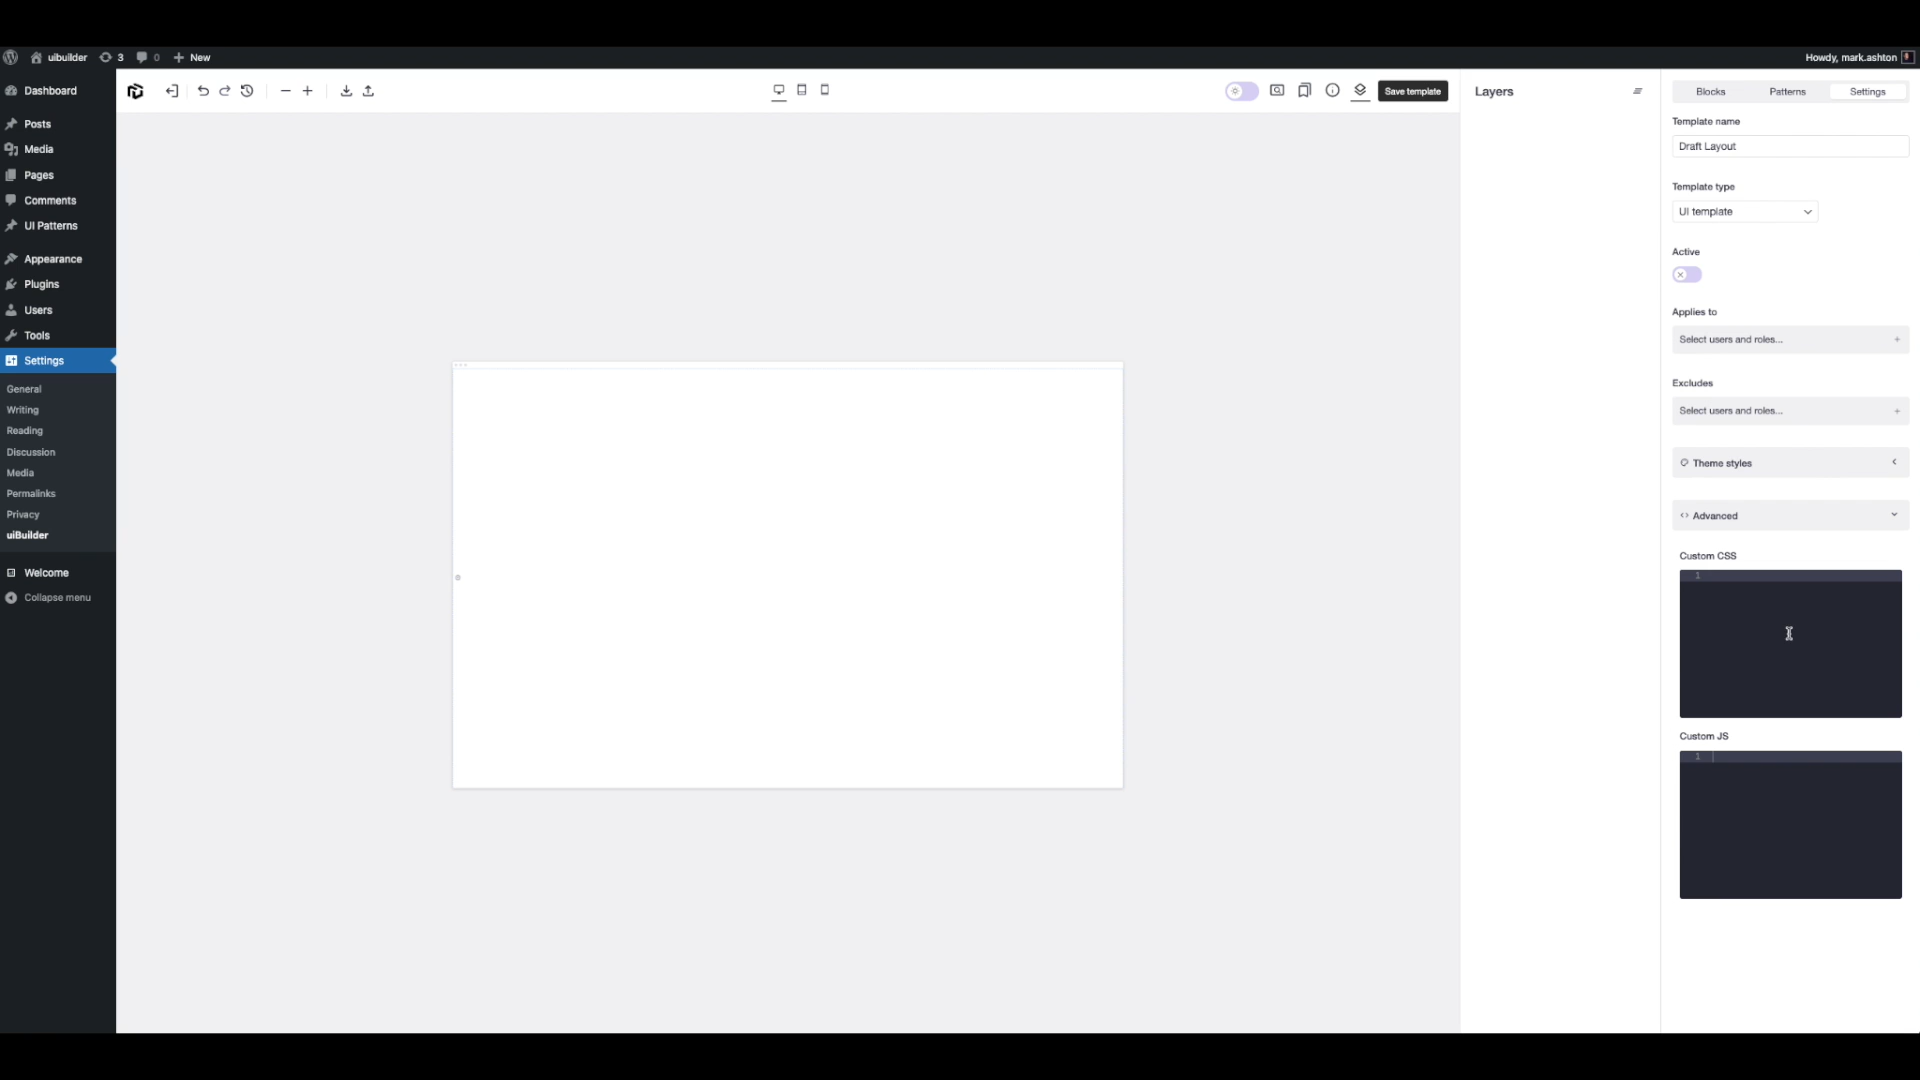 uibuilder
3
0
New
Howdy, mark.ashton
Dashboard
Posts
Media
Pages
Comments
UI Patterns
Appearance
Plugins
Users
Tools
Settings
General
Writing
Reading
Discussion
Media
Permalinks
Privacy
uiBuilder
Welcome
Collapse menu
Save template
Layers
Blocks
Patterns
Settings
Template name
Draft Layout
Template type
UI template
Active
Applies to
Select users and roles...
Excludes
Select users and roles...
Theme styles
Advanced
Custom CSS
1
Custom JS
1